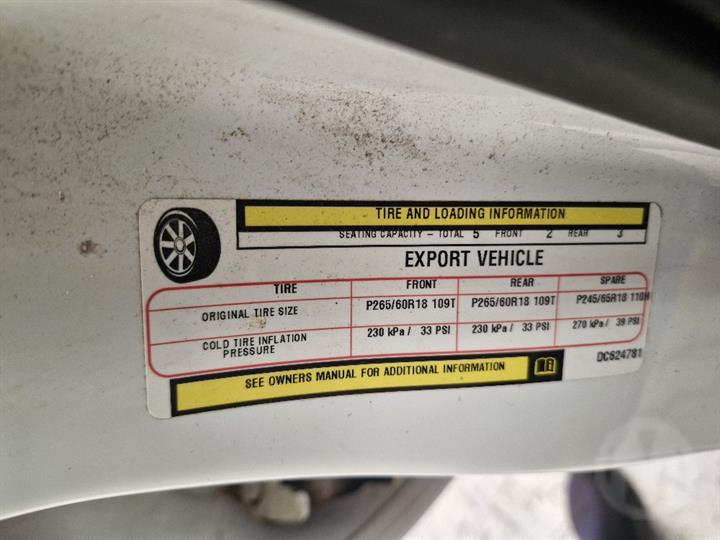 TIRE AND LOADING INFORMATION
SEATING CAPACITY – TOTAL 5 FRONT 2 REAR 3
EXPORT VEHICLE
TIRE FRONT REAR SPARE
ORIGINAL TIRE SIZE P265/60R18 109T P265/60R18 109T P245/65R18 110H
COLD TIRE INFLATION PRESSURE 230 kPa / 33 PSI 230 kPa / 33 PSI 270 kPa / 39 PSI
DC624781
SEE OWNERS MANUAL FOR ADDITIONAL INFORMATION